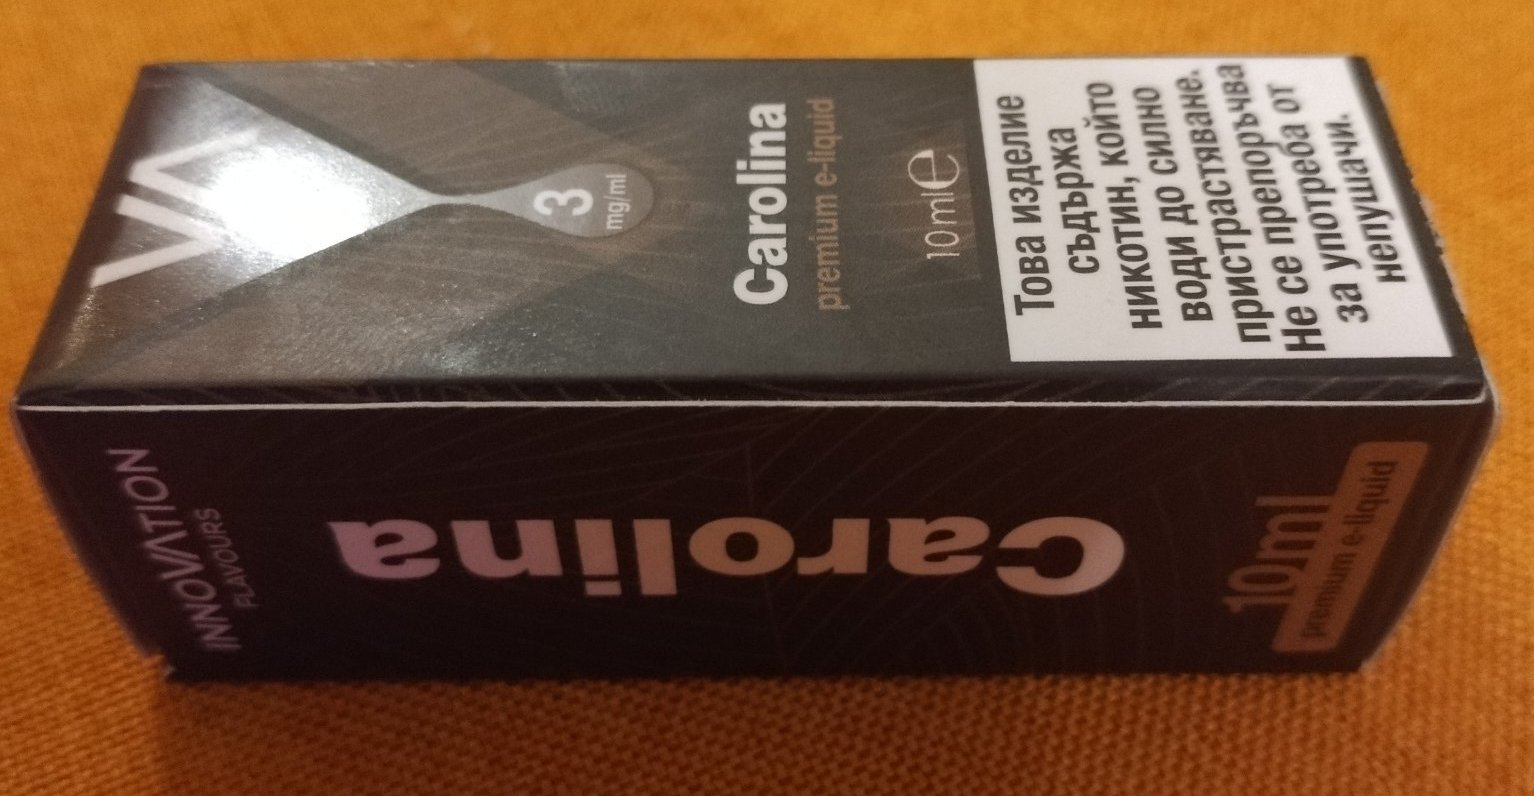 VA
3
mg/ml
Carolina
premium e-liquid
10ml℮
Това изделие
съдържа
никотин, който
води до силно
пристрастяване.
Не се препоръчва
за употреба от
непушачи.
INNOVATION
FLAVOURS
Carolina
10ml
premium e-liquid